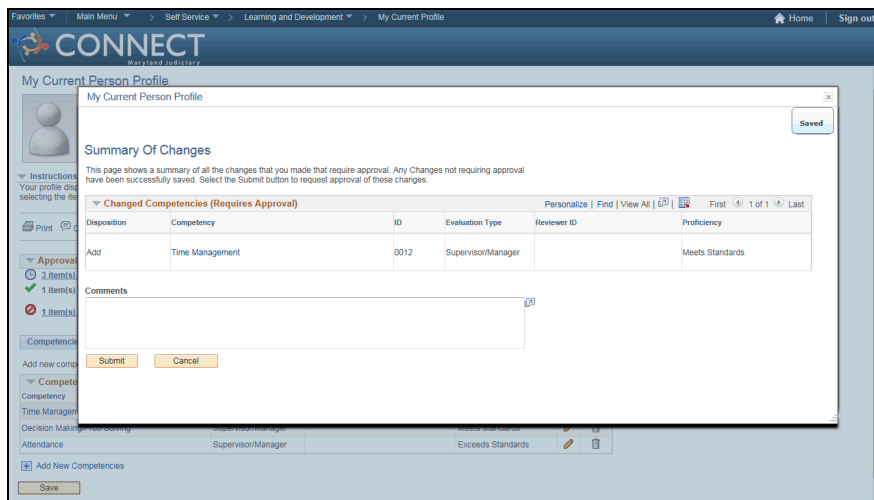 Favorites Main Menu > Self Service > Learning and Development > My Current Profile Home Sign out
CONNECT
Maryland Judiciary
My Current Person Profile
My Current Person Profile
Saved
Summary Of Changes
This page shows a summary of all the changes that you made that require approval. Any Changes not requiring approval
have been successfully saved. Select the Submit button to request approval of these changes.
Instructions
Your profile disp
selecting the ite
Changed Competencies (Requires Approval) Personalize | Find | View All | | First 1 of 1 Last
Print
Disposition Competency ID Evaluation Type Reviewer ID Proficiency
Add Time Management 0012 Supervisor/Manager Meets Standards
Approval
3 item(s)
1 item(s)
1 item(s)
Comments
Competencie
Submit Cancel
Add new comp
Compete
Competency
Time Managem
Decision Making/ Supervisor/Manager Meets Standards
Attendance Supervisor/Manager Exceeds Standards
Add New Competencies
Save